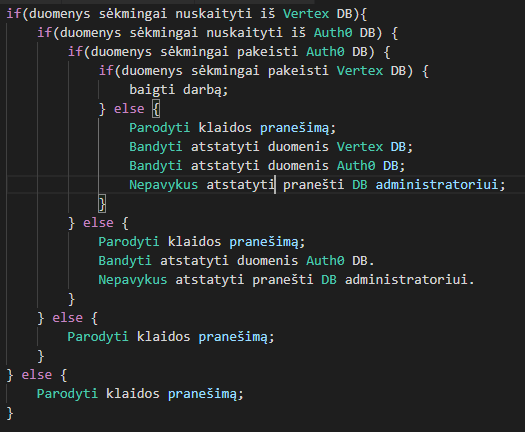 if(duomenys sėkmingai nuskaityti iš Vertex DB){
if(duomenys sėkmingai nuskaityti iš Auth0 DB) {
if(duomenys sėkmingai pakeisti Auth0 DB) {
if(duomenys sėkmingai pakeisti Vertex DB) {
baigti darbą;
} else {
Parodyti klaidos pranešimą;
Bandyti atstatyti duomenis Vertex DB;
Bandyti atstatyti duomenis Auth0 DB;
Nepavykus atstatyti pranešti DB administratoriui;
}
} else {
Parodyti klaidos pranešimą;
Bandyti atstatyti duomenis Auth0 DB.
Nepavykus atstatyti pranešti DB administratoriui.
}
} else {
Parodyti klaidos pranešimą;
}
} else {
Parodyti klaidos pranešimą;
}